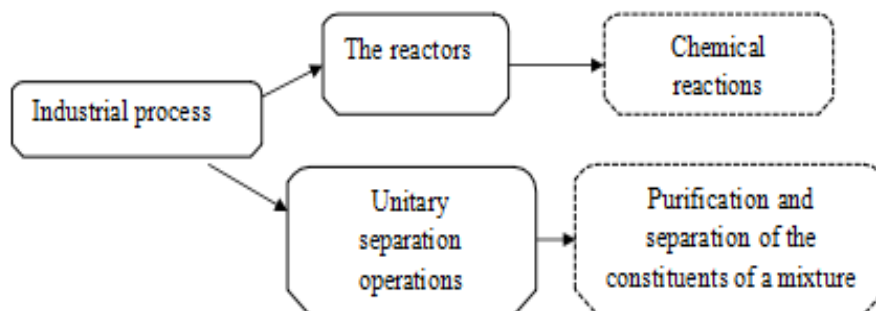 The reactors
Chemical
reactions
Industrial process
Unitary
separation
operations
Purification and
separation of the
constituents of a mixture